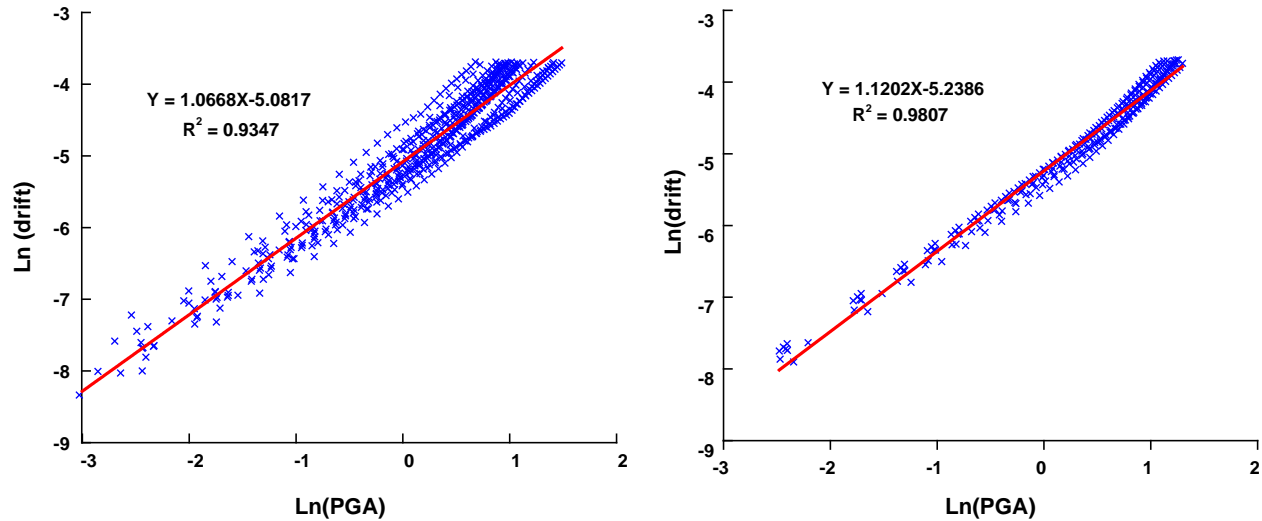 -3
-4
-5
-6
-7
-8
-9
Ln (drift)
Y = 1.0668X-5.0817
R² = 0.9347
-3 -2 -1 0 1 2
Ln(PGA)
-3
-4
-5
-6
-7
-8
-9
Ln(drift)
Y = 1.1202X-5.2386
R² = 0.9807
-3 -2 -1 0 1 2
Ln(PGA)